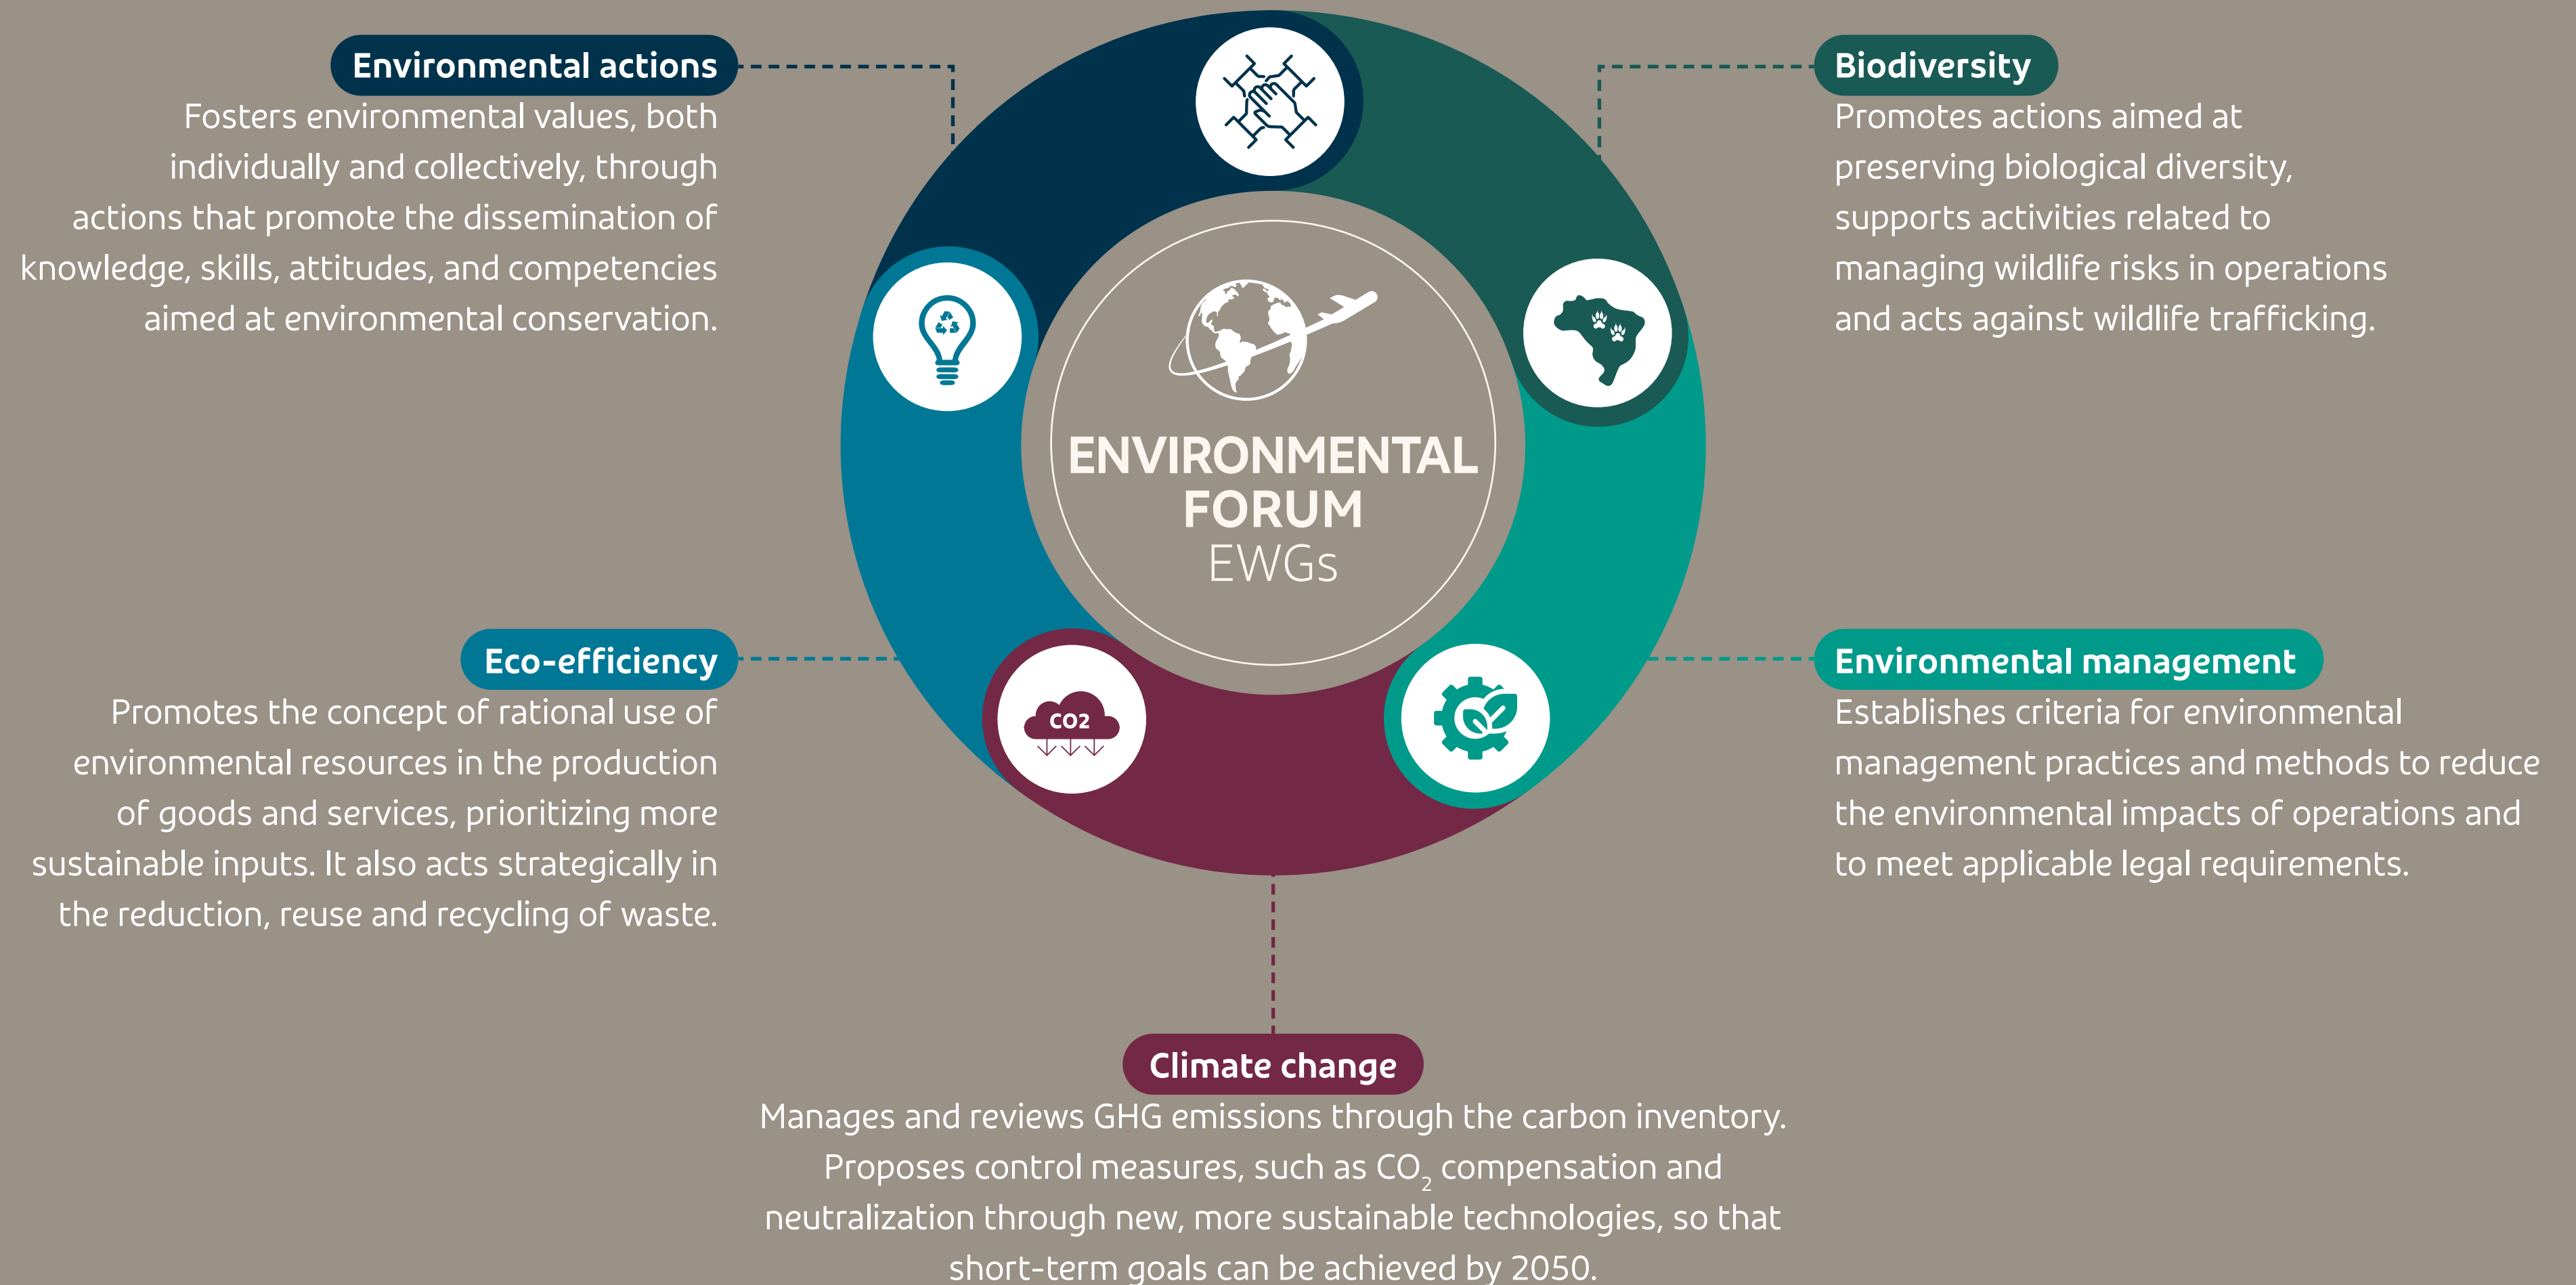 Environmental actions
Fosters environmental values, both
individually and collectively, through
actions that promote the dissemination of
knowledge, skills, attitudes, and competencies
aimed at environmental conservation.
Biodiversity
Promotes actions aimed at
preserving biological diversity,
supports activities related to
managing wildlife risks in operations
and acts against wildlife trafficking.
ENVIRONMENTAL
FORUM
EWGs
Eco-efficiency
Promotes the concept of rational use of
environmental resources in the production
of goods and services, prioritizing more
sustainable inputs. It also acts strategically in
the reduction, reuse and recycling of waste.
CO2
Environmental management
Establishes criteria for environmental
management practices and methods to reduce
the environmental impacts of operations and
to meet applicable legal requirements.
Climate change
Manages and reviews GHG emissions through the carbon inventory.
Proposes control measures, such as CO₂ compensation and
neutralization through new, more sustainable technologies, so that
short-term goals can be achieved by 2050.